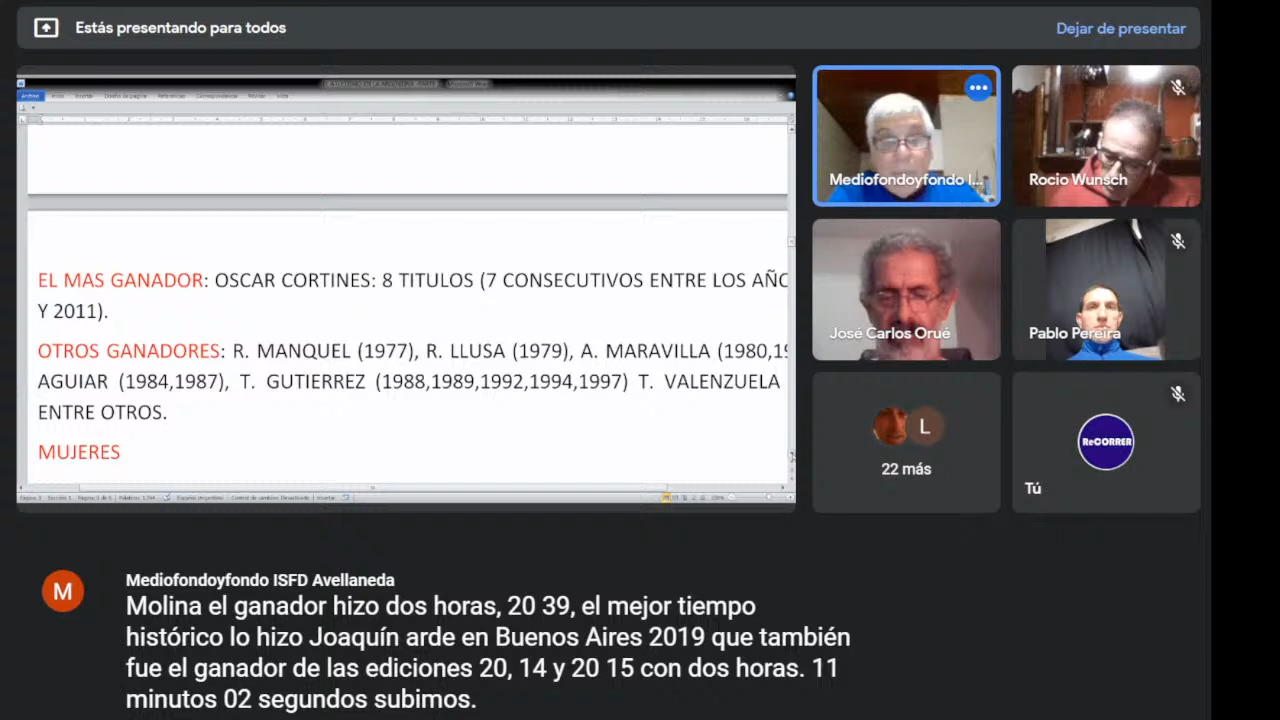 Estás presentando para todos
Dejar de presentar
Archivo
EL MAS GANADOR: OSCAR CORTINES: 8 TITULOS (7 CONSECUTIVOS ENTRE LOS AÑO
Y 2011).
OTROS GANADORES: R. MANQUEL (1977), R. LLUSA (1979), A. MARAVILLA (1980,19
AGUIAR (1984,1987), T. GUTIERREZ (1988,1989,1992,1994,1997) T. VALENZUELA
ENTRE OTROS.
MUJERES
Mediofondoyfondo I...
Rocio Wunsch
José Carlos Orué
Pablo Pereira
L
22 más
ReCORRER
Tú
M
Mediofondoyfondo ISFD Avellaneda
Molina el ganador hizo dos horas, 20 39, el mejor tiempo
histórico lo hizo Joaquín arde en Buenos Aires 2019 que también
fue el ganador de las ediciones 20, 14 y 20 15 con dos horas. 11
minutos 02 segundos subimos.